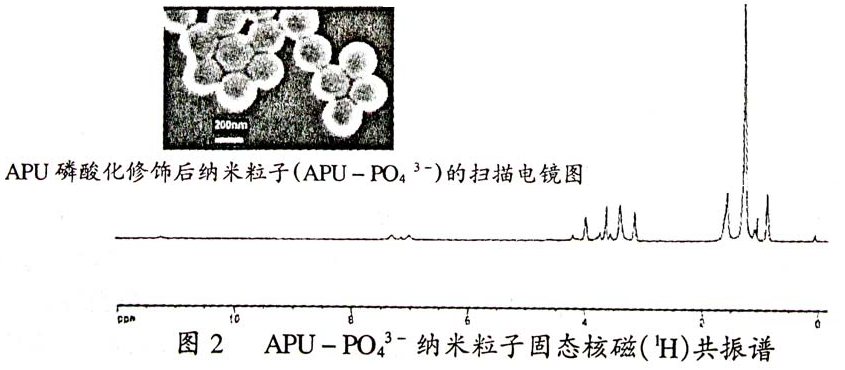 200nm
APU 磷酸化修饰后纳米粒子(APU－PO₄ ³⁻)的扫描电镜图
ppm 10 8 6 4 2 0
图 2 APU－PO₄³⁻ 纳米粒子固态核磁(¹H)共振谱